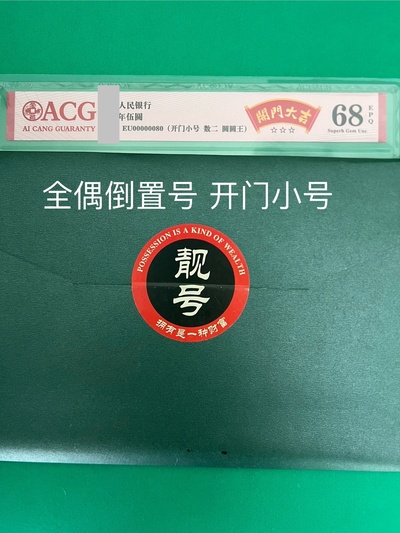 ACG
AI CANG GUARANTY
人民银行
年伍圆
EU00000080（开门小号 数二 圆圆王）
開門大吉
☆☆☆
68
EPQ
Superb Gem Unc
全偶倒置号 开门小号
POSSESSION IS A KIND OF WEALTH
靓号
拥有是一种财富